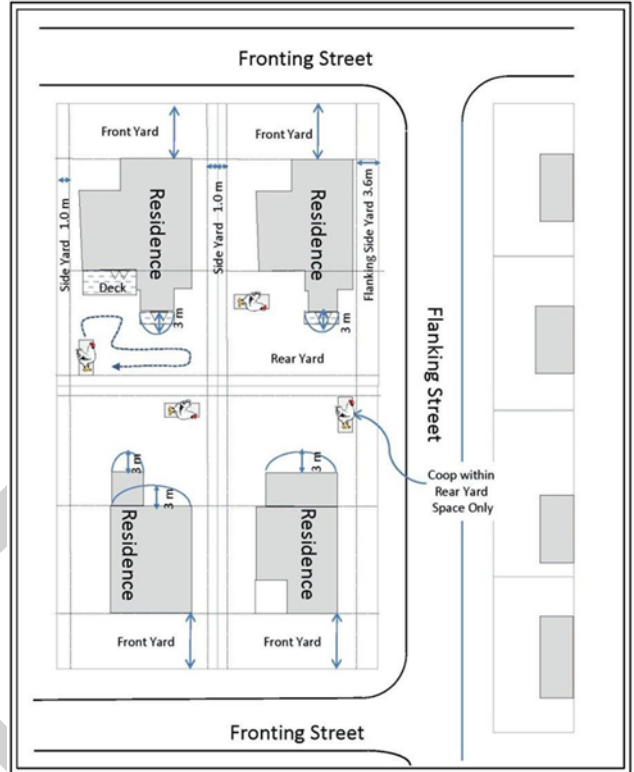 Fronting Street
Front Yard
Front Yard
Side Yard 1.0 m
Residence
Side Yard 1.0 m
Residence
Flanking Side Yard 3.6m
Deck
3 m
3 m
Rear Yard
Flanking Street
3 m
3 m
3 m
Coop within
Rear Yard
Space Only
Residence
Residence
Front Yard
Front Yard
Fronting Street